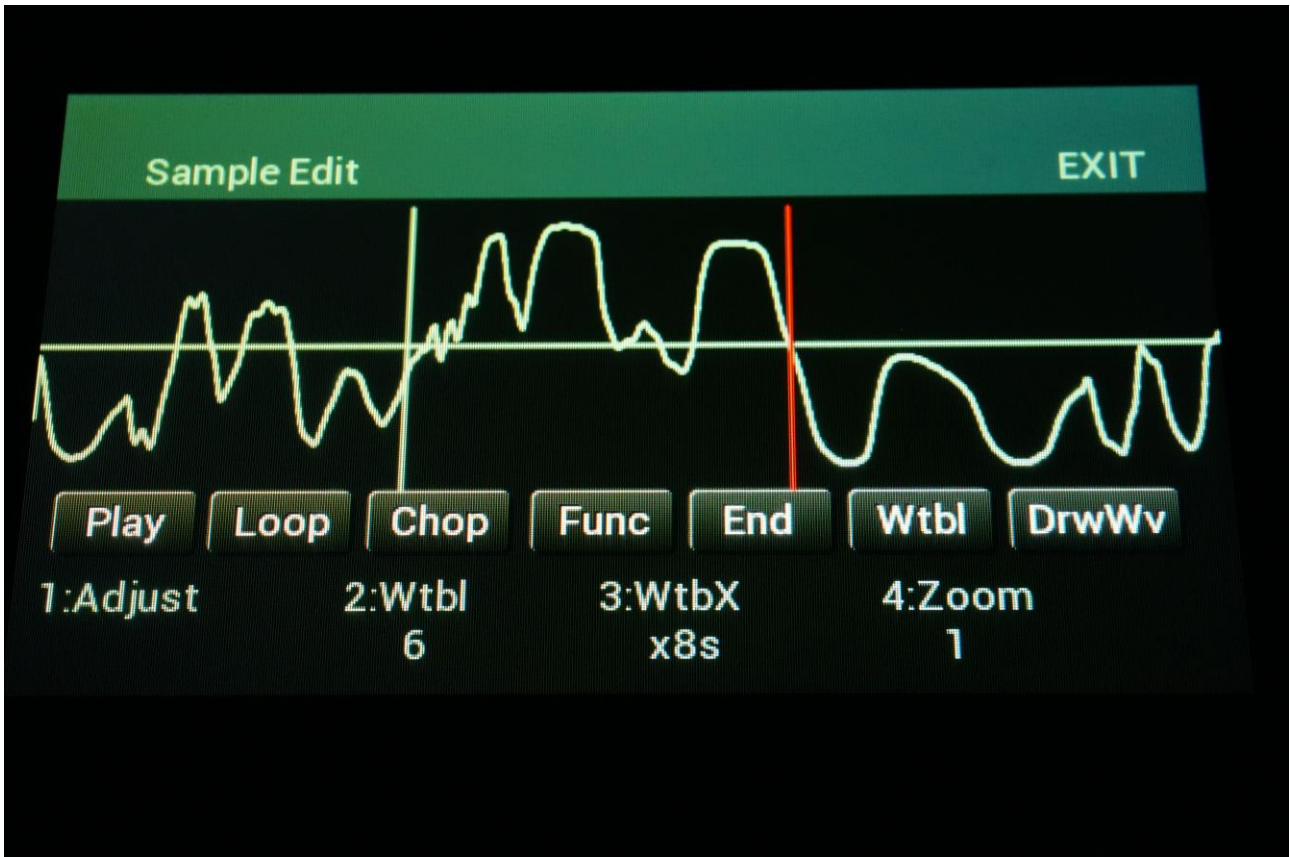 Sample Edit EXIT
Play Loop Chop Func End Wtbl DrwWv
1:Adjust 2:Wtbl 3:WtbX 4:Zoom
6 x8s 1